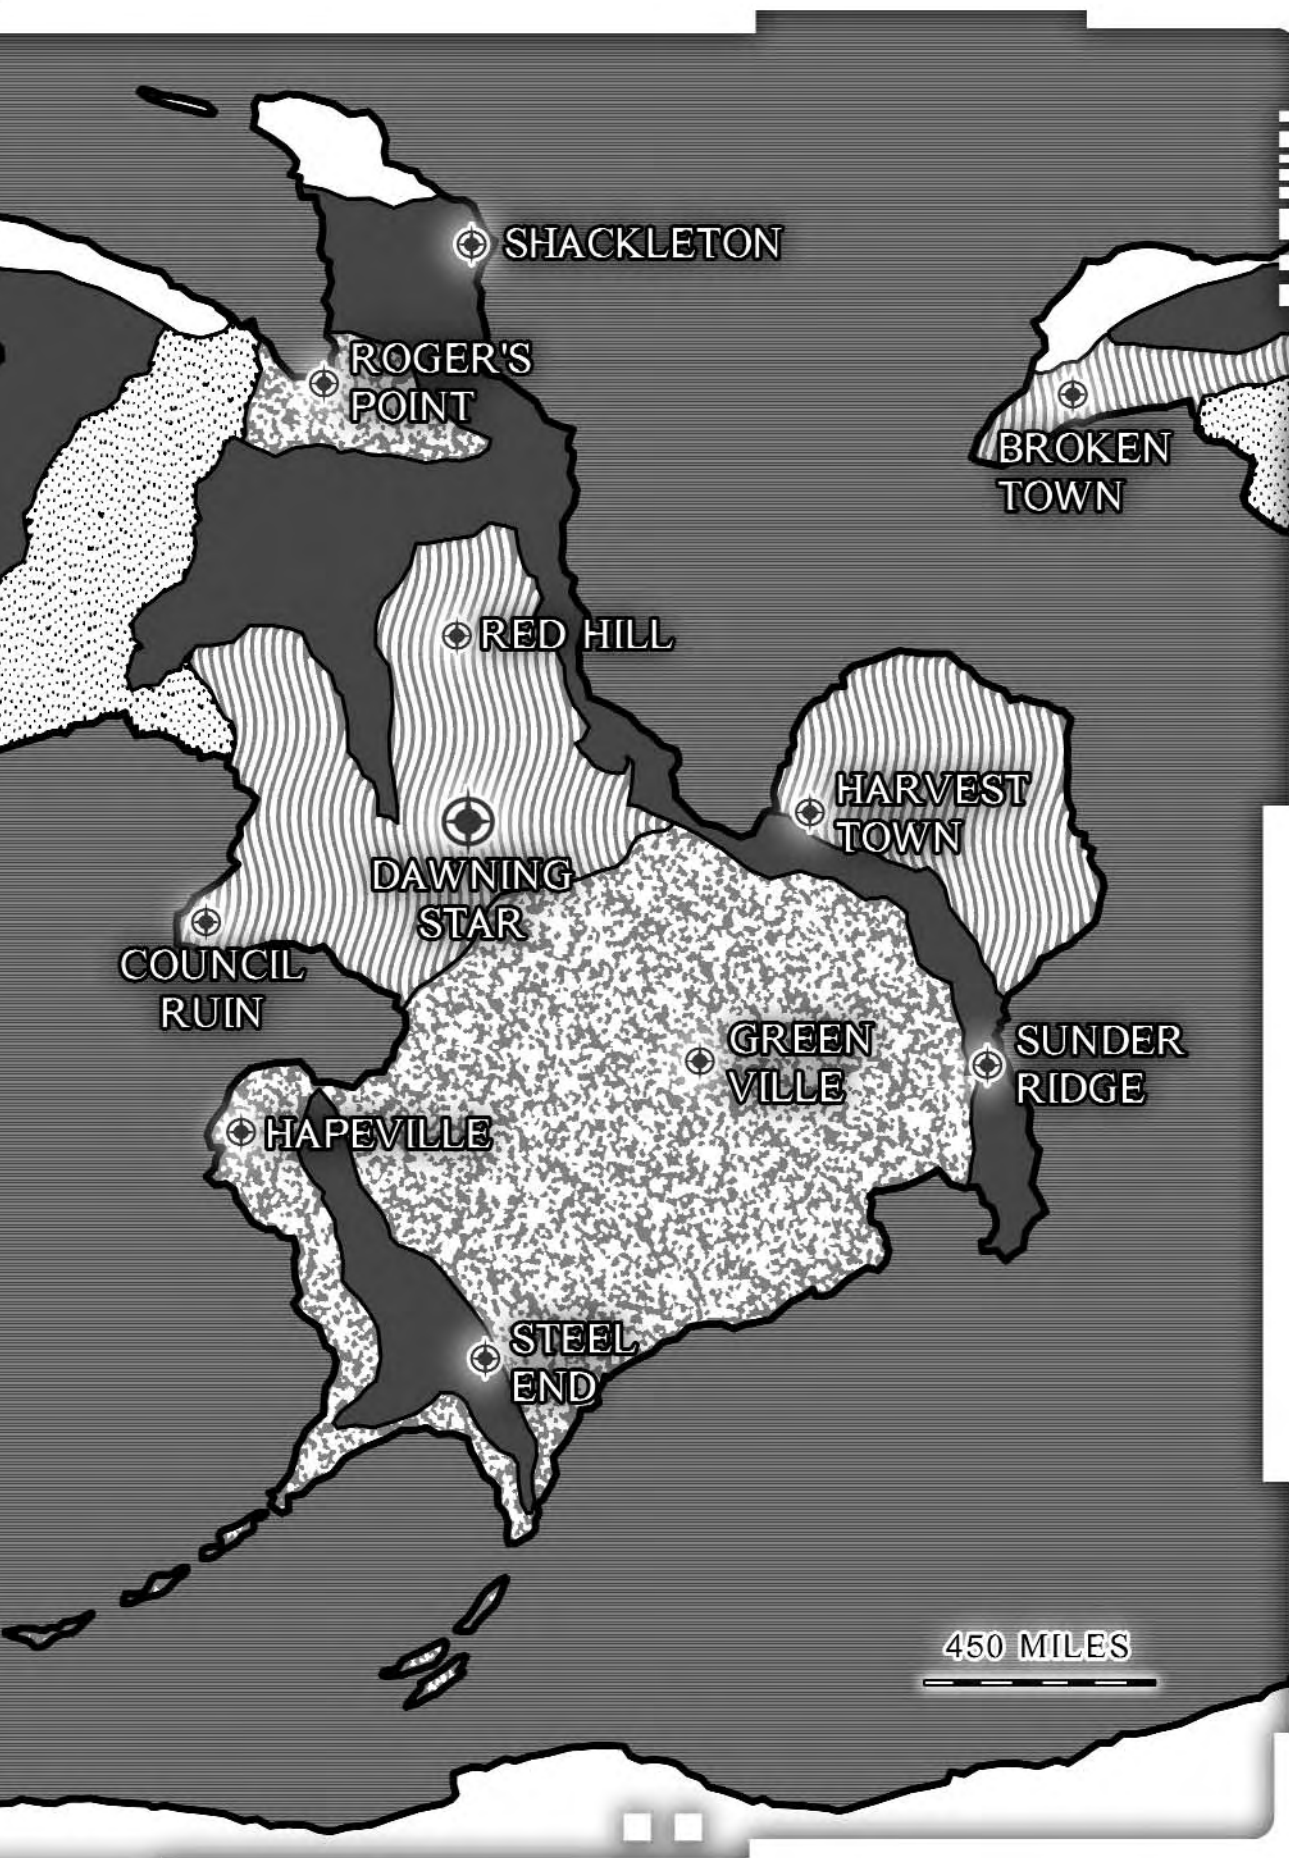 SHACKLETON
ROGER'S
POINT
BROKEN
TOWN
RED HILL
HARVEST
TOWN
DAWNING
STAR
COUNCIL
RUIN
GREEN
VILLE
SUNDER
RIDGE
HAPEVILLE
STEEL
END
450 MILES